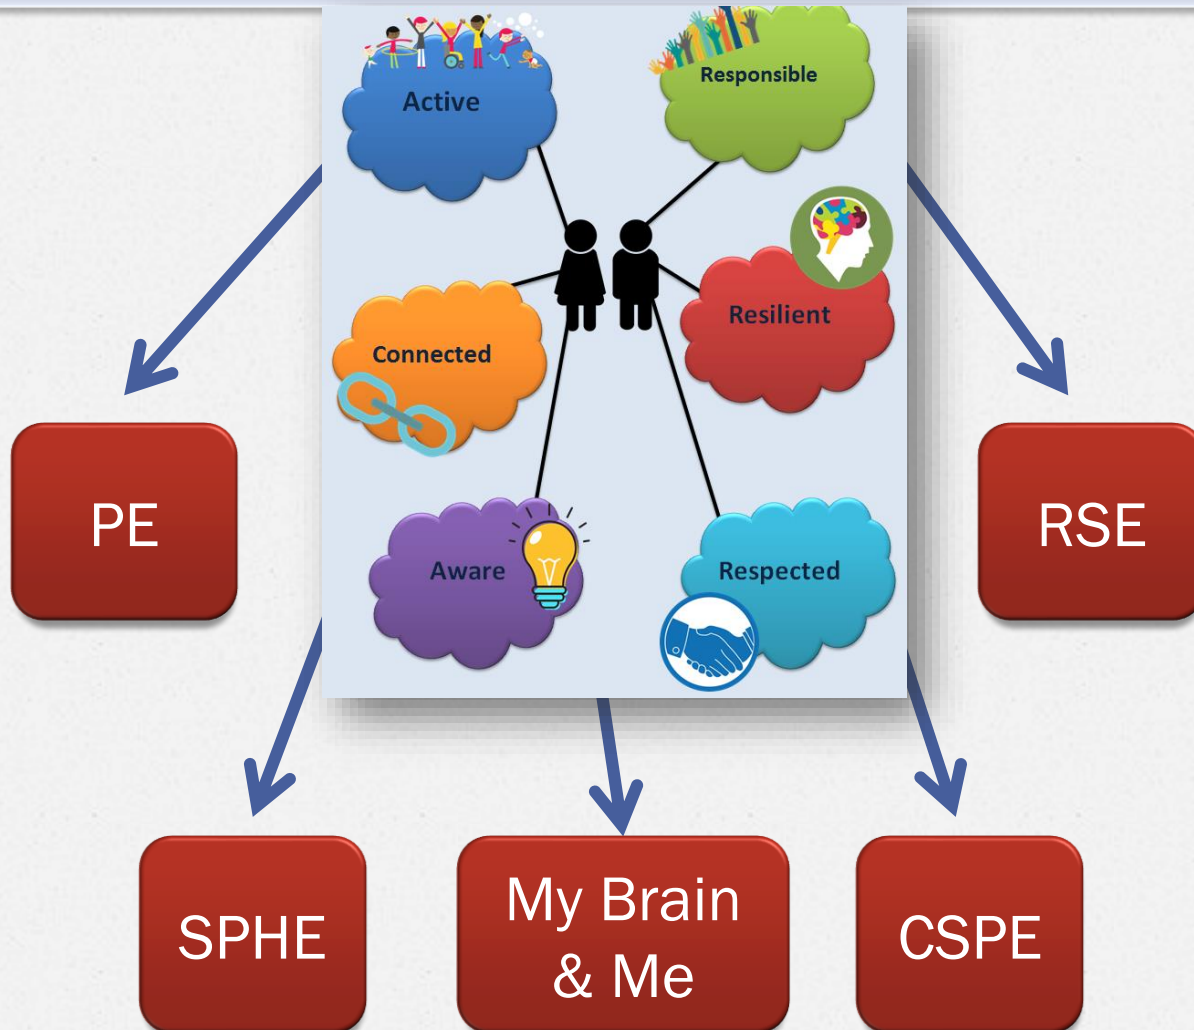 Active
Responsible
Resilient
Connected
Aware
Respected
PE
RSE
SPHE
My Brain
& Me
CSPE